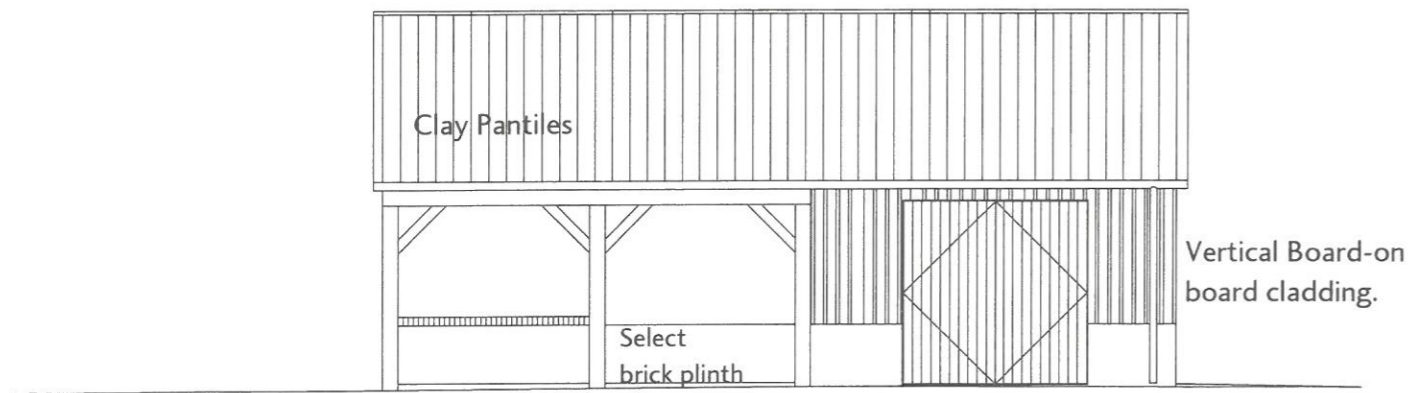 Clay Pantiles
Vertical Board-on
board cladding.
Select
brick plinth